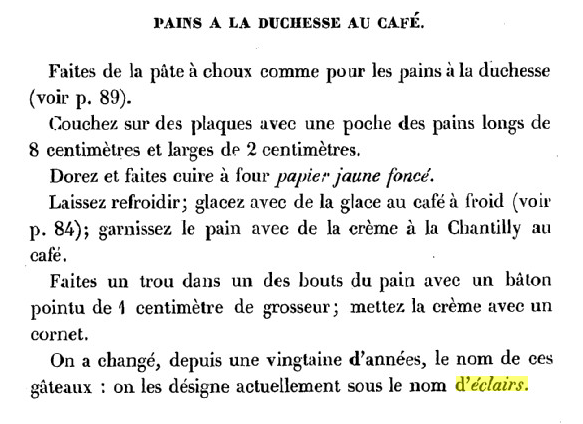 PAINS A LA DUCHESSE AU CAFÉ.
Faites de la pâte à choux comme pour les pains à la duchesse
(voir p. 89).
Couchez sur des plaques avec une poche des pains longs de
8 centimètres et larges de 2 centimètres.
Dorez et faites cuire à four papier jaune foncé.
Laissez refroidir; glacez avec de la glace au café à froid (voir
p. 84); garnissez le pain avec de la crème à la Chantilly au
café.
Faites un trou dans un des bouts du pain avec un bâton
pointu de 1 centimètre de grosseur; mettez la crème avec un
cornet.
On a changé, depuis une vingtaine d'années, le nom de ces
gâteaux : on les désigne actuellement sous le nom d'éclairs.